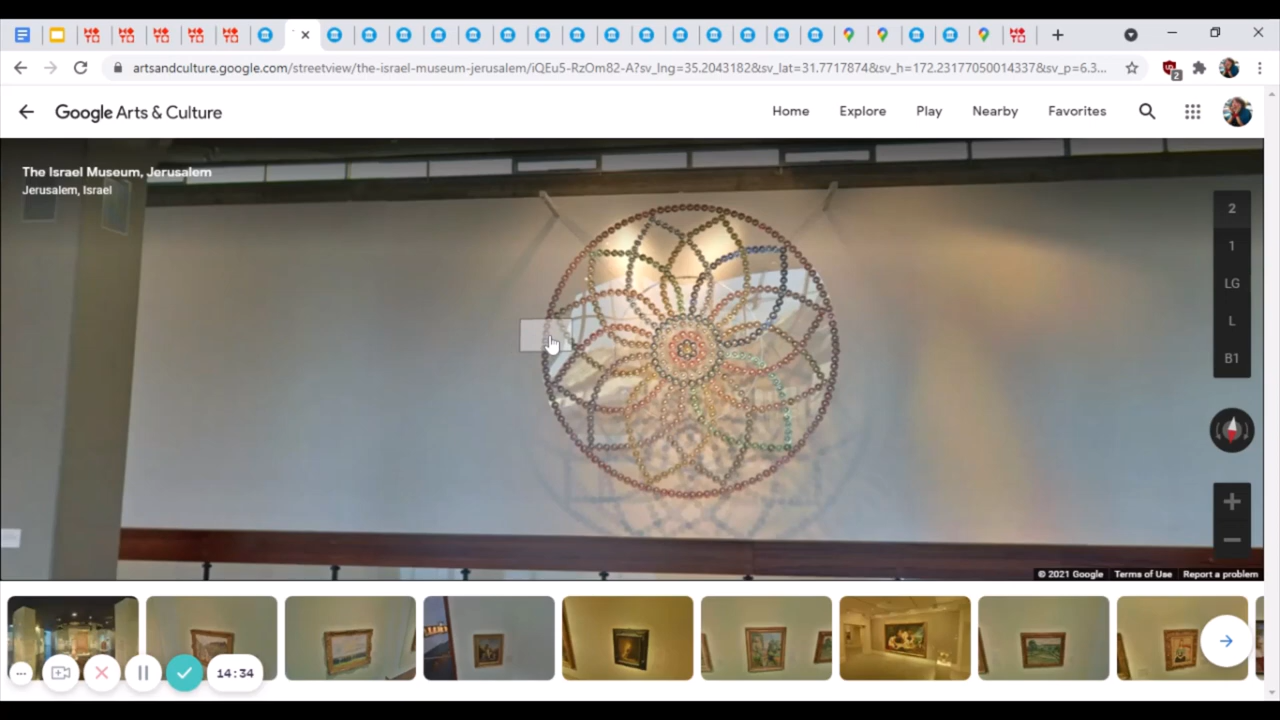 artsandculture.google.com/streetview/the-israel-museum-jerusalem/iQEu5-RzOm82-A?sv_lng=35.2043182&sv_lat=31.7717874&sv_h=172.23177050014337&sv_p=6.3...
2
Google Arts & Culture
Home
Explore
Play
Nearby
Favorites
The Israel Museum, Jerusalem
Jerusalem, Israel
2
1
LG
L
B1
© 2021 Google
Terms of Use
Report a problem
14:34